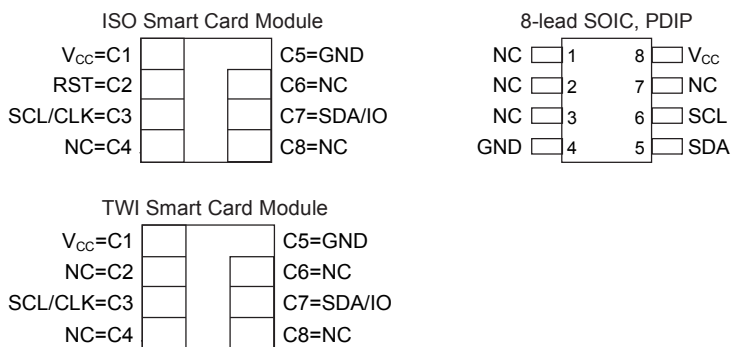 ISO Smart Card Module
VCC=C1 C5=GND
RST=C2 C6=NC
SCL/CLK=C3 C7=SDA/IO
NC=C4 C8=NC
8-lead SOIC, PDIP
NC 1 8 VCC
NC 2 7 NC
NC 3 6 SCL
GND 4 5 SDA
TWI Smart Card Module
VCC=C1 C5=GND
NC=C2 C6=NC
SCL/CLK=C3 C7=SDA/IO
NC=C4 C8=NC